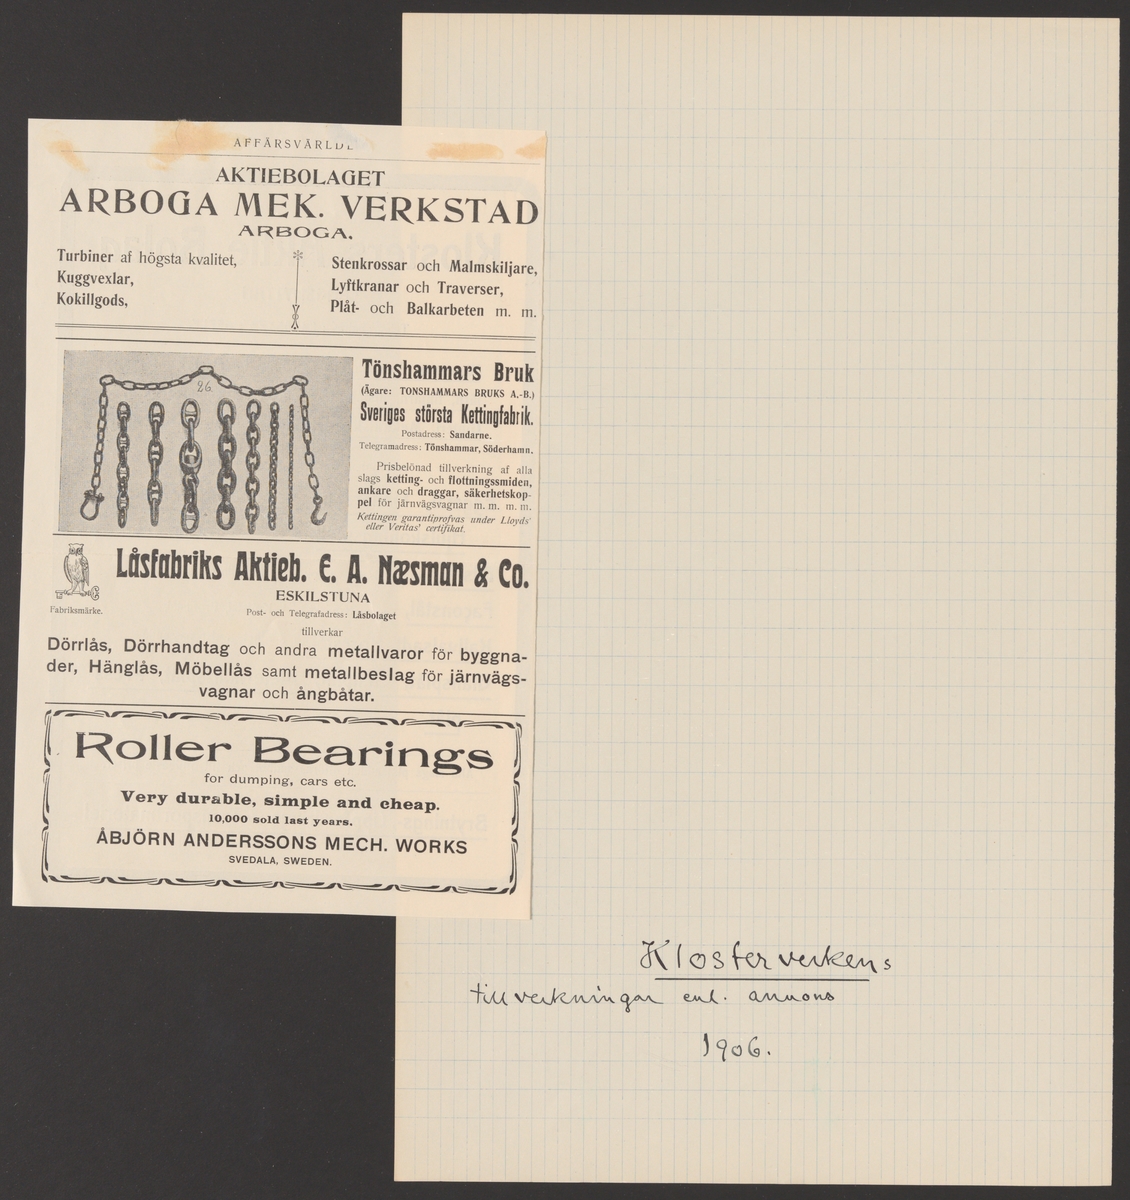 AFFÄRSVÄRLD
AKTIEBOLAGET
ARBOGA MEK. VERKSTAD
ARBOGA.
Turbiner af högsta kvalitet,
Kuggvexlar,
Kokillgods,
Stenkrossar och Malmskiljare,
Lyftkranar och Traverser,
Plåt- och Balkarbeten m. m.
26.
Tönshammars Bruk
(Ägare: TONSHAMMARS BRUKS A.-B.)
Sveriges största Kettingfabrik.
Postadress: Sandarne.
Telegramadress: Tönshammar, Söderhamn.
Prisbelönad tillverkning af alla
slags ketting- och flottningssmiden,
ankare och draggar, säkerhetskop-
pel för järnvägsvagnar m. m. m. m.
Kettingen garantiprofvas under Lloyds'
eller Veritas' certifikat.
Låsfabriks Aktieb. E. A. Næsman & Co.
ESKILSTUNA
Fabriksmärke.
Post- och Telegrafadress: Låsbolaget
tillverkar
Dörrlås, Dörrhandtag och andra metallvaror för byggna-
der, Hänglås, Möbellås samt metallbeslag för järnvägs-
vagnar och ångbåtar.
Roller Bearings
for dumping, cars etc.
Very durable, simple and cheap.
10,000 sold last years.
ÅBJÖRN ANDERSSONS MECH. WORKS
SVEDALA, SWEDEN.
Klosterverkens
tillverkningar enl. annons
1906.